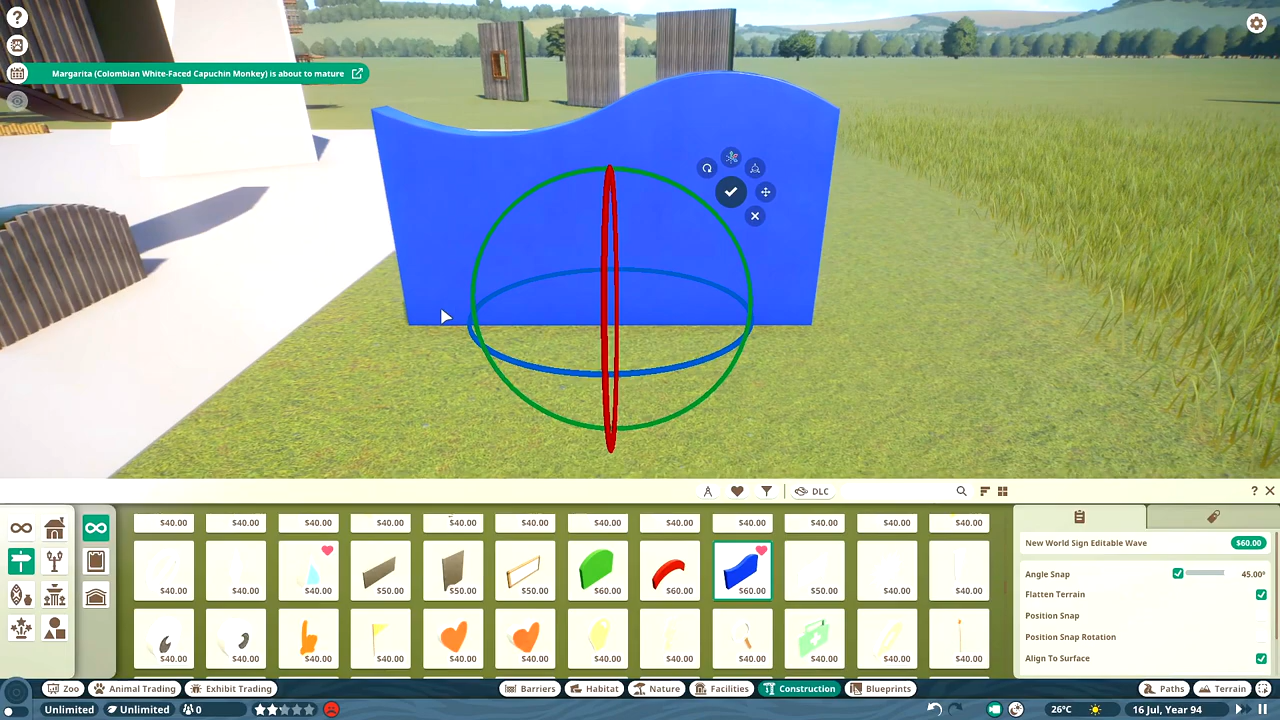 Margarita (Colombian White-Faced Capuchin Monkey) is about to mature
DLC
$40.00 $40.00 $40.00 $40.00 $40.00 $40.00 $40.00 $40.00 $40.00 $40.00 $40.00 $40.00
$40.00 $40.00 $40.00 $50.00 $50.00 $50.00 $60.00 $60.00 $60.00 $50.00 $40.00 $40.00
$40.00 $40.00 $40.00 $40.00 $40.00 $40.00 $40.00 $40.00 $40.00 $40.00 $40.00 $40.00
New World Sign Editable Wave $60.00
Angle Snap 45.00°
Flatten Terrain
Position Snap
Position Snap Rotation
Align To Surface
Zoo Animal Trading Exhibit Trading Barriers Habitat Nature Facilities Construction Blueprints Paths Terrain
Unlimited Unlimited 0 26°C 16 Jul, Year 94